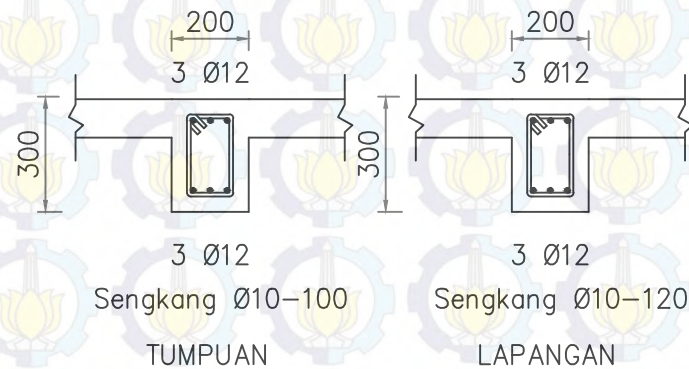 200
3 Ø12
300
3 Ø12
Sengkang Ø10-100
TUMPUAN
200
3 Ø12
300
3 Ø12
Sengkang Ø10-120
LAPANGAN